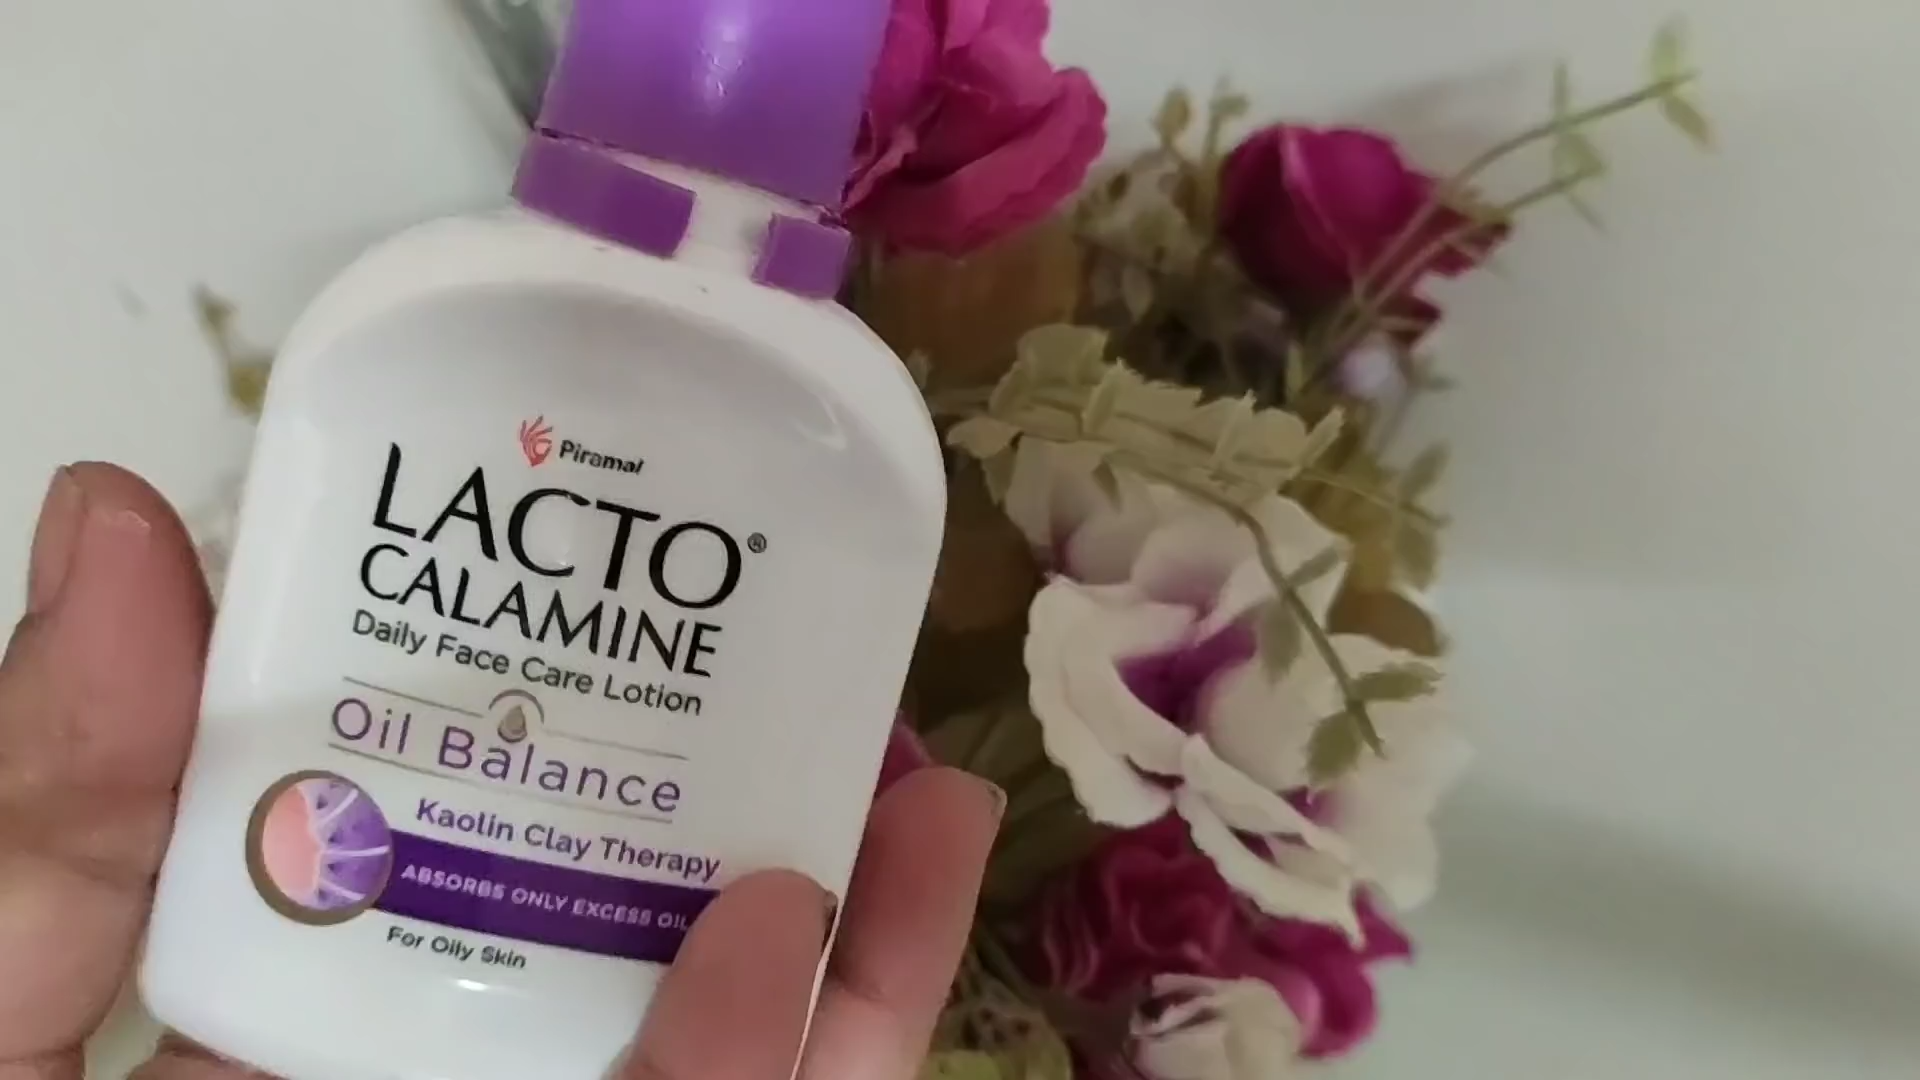 Piramal
LACTO®
CALAMINE
Daily Face Care Lotion
Oil Balance
Kaolin Clay Therapy
ABSORBS ONLY EXCESS OIL
For Oily Skin